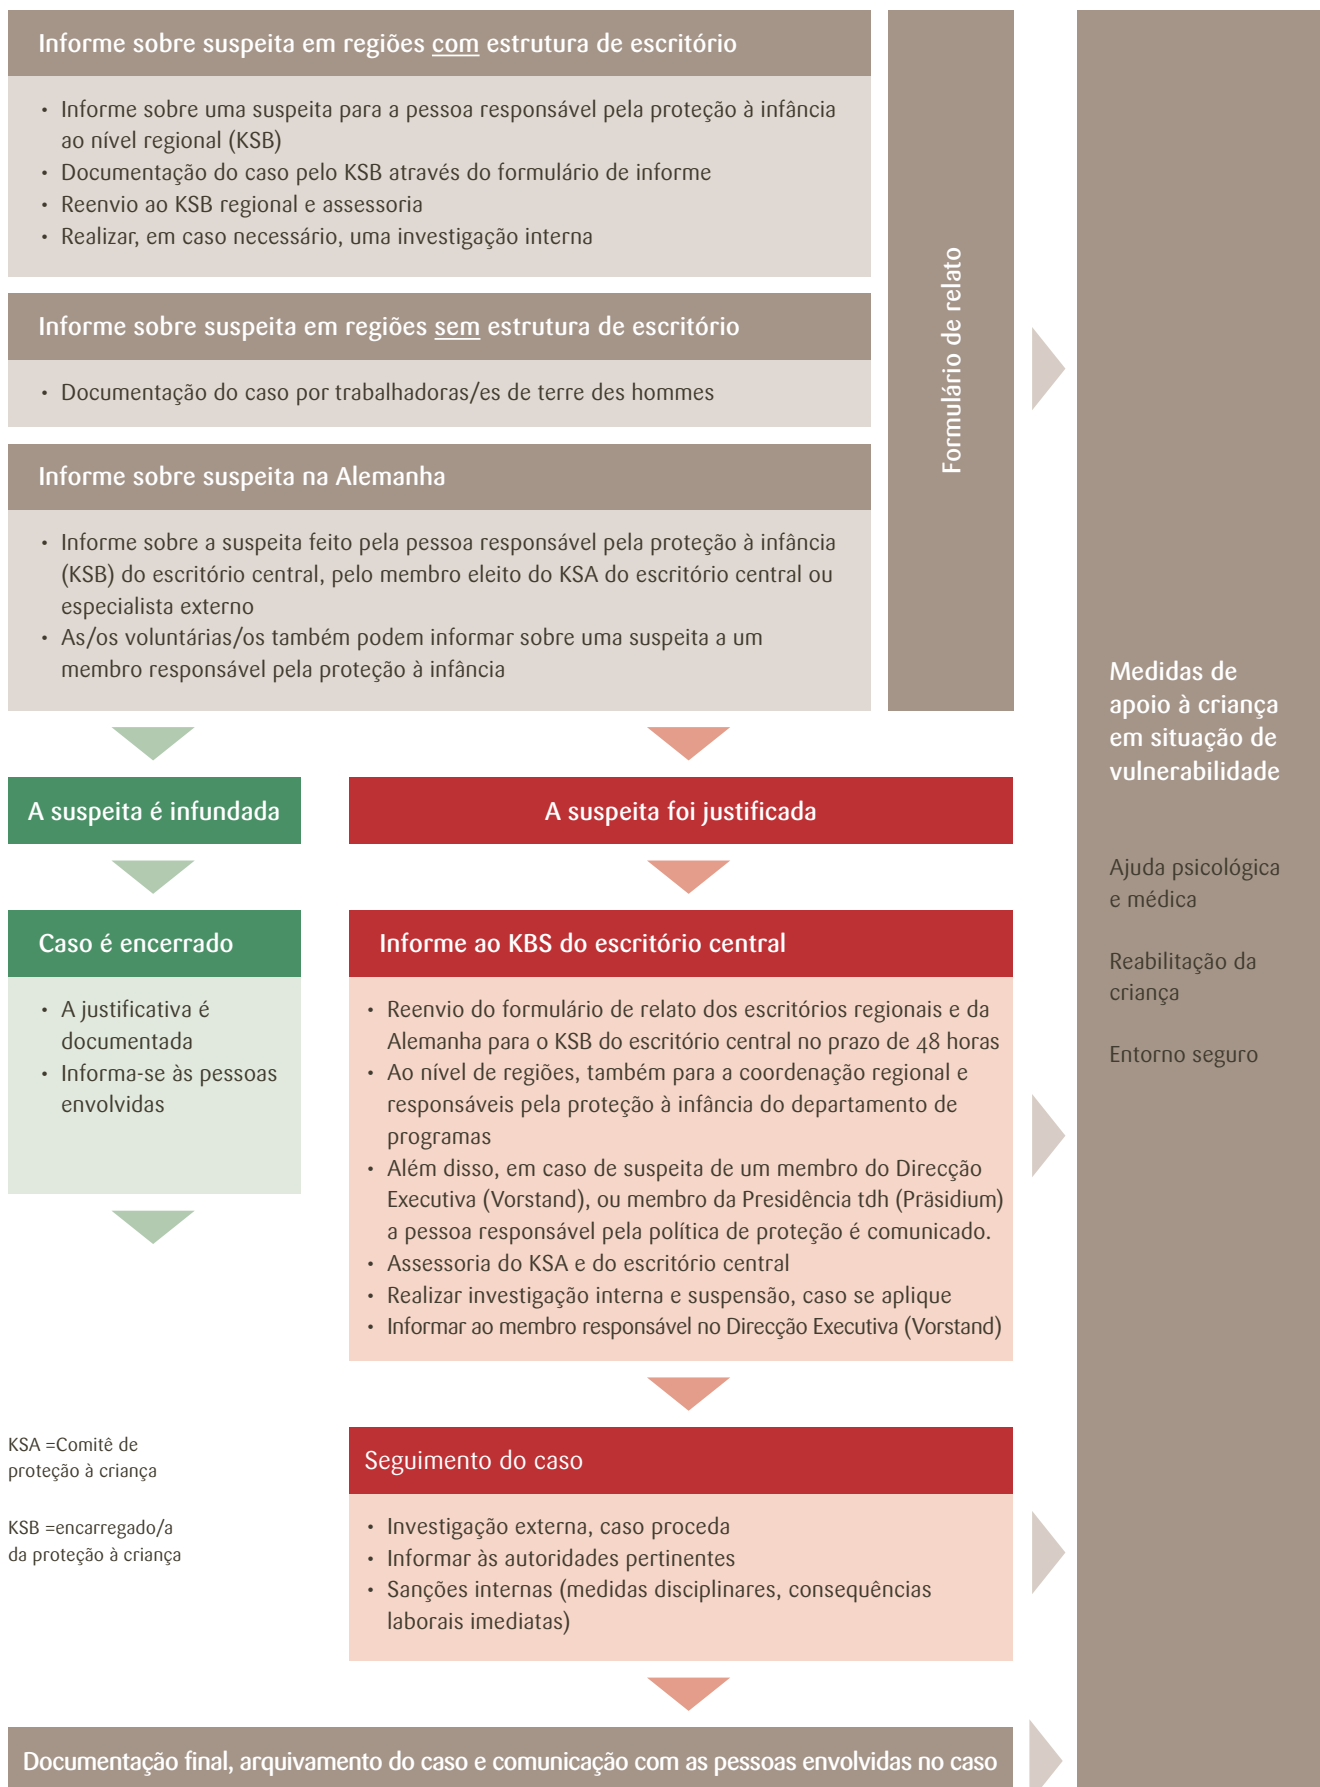 Informe sobre suspeita em regiões com estrutura de escritório
• Informe sobre uma suspeita para a pessoa responsável pela proteção à infância
ao nível regional (KSB)
• Documentação do caso pelo KSB através do formulário de informe
• Reenvio ao KSB regional e assessoria
• Realizar, em caso necessário, uma investigação interna
Informe sobre suspeita em regiões sem estrutura de escritório
• Documentação do caso por trabalhadoras/es de terre des hommes
Informe sobre suspeita na Alemanha
• Informe sobre a suspeita feito pela pessoa responsável pela proteção à infância
(KSB) do escritório central, pelo membro eleito do KSA do escritório central ou
especialista externo
• As/os voluntárias/os também podem informar sobre uma suspeita a um
membro responsável pela proteção à infância
Formulário de relato
A suspeita é infundada
Caso é encerrado
• A justificativa é
documentada
• Informa-se às pessoas
envolvidas
A suspeita foi justificada
Informe ao KBS do escritório central
• Reenvio do formulário de relato dos escritórios regionais e da
Alemanha para o KSB do escritório central no prazo de 48 horas
• Ao nível de regiões, também para a coordenação regional e
responsáveis pela proteção à infância do departamento de
programas
• Além disso, em caso de suspeita de um membro do Direcção
Executiva (Vorstand), ou membro da Presidência tdh (Präsidium)
a pessoa responsável pela política de proteção é comunicado.
• Assessoria do KSA e do escritório central
• Realizar investigação interna e suspensão, caso se aplique
• Informar ao membro responsável no Direcção Executiva (Vorstand)
Seguimento do caso
• Investigação externa, caso proceda
• Informar às autoridades pertinentes
• Sanções internas (medidas disciplinares, consequências
laborais imediatas)
KSA =Comitê de
proteção à criança
KSB =encarregado/a
da proteção à criança
Documentação final, arquivamento do caso e comunicação com as pessoas envolvidas no caso
Medidas de
apoio à criança
em situação de
vulnerabilidade
Ajuda psicológica
e médica
Reabilitação da
criança
Entorno seguro